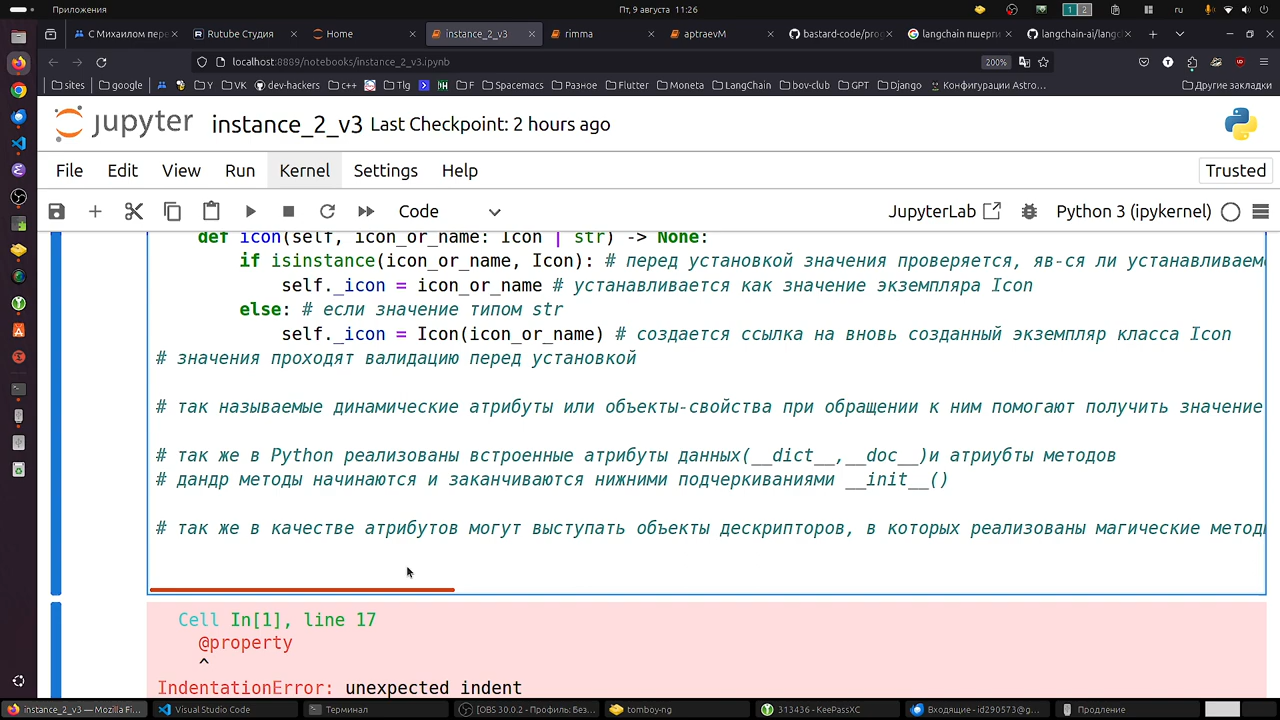 Приложения
Пт, 9 августа 11:26
ru
1 2
С Михаилом пере
Rutube Студия
Home
instance_2_v3
rimma
aptraevM
bastard-code/pro
langchain пшерги
langchain-ai/lang
localhost:8889/notebooks/instance_2_v3.ipynb
200%
sites
google
Y
VK
dev-hackers
c++
Tlg
F
Spacemacs
Разное
Flutter
Moneta
LangChain
bov-club
GPT
Django
Конфигурации Astro…
Другие закладки
jupyter instance_2_v3 Last Checkpoint: 2 hours ago
File Edit View Run Kernel Settings Help Trusted
Code JupyterLab Python 3 (ipykernel)
def icon(self, icon_or_name: Icon | str) -> None:
if isinstance(icon_or_name, Icon): # перед установкой значения проверяется, яв-ся ли устанавливаем
self._icon = icon_or_name # устанавливается как значение экземпляра Icon
else: # если значение типом str
self._icon = Icon(icon_or_name) # создается ссылка на вновь созданный экземпляр класса Icon
# значения проходят валидацию перед установкой
# так называемые динамические атрибуты или объекты-свойства при обращении к ним помогают получить значение
# так же в Python реализованы встроенные атрибуты данных(__dict__,__doc__)и атриубты методов
# дандр методы начинаются и заканчиваются нижними подчеркиваниями __init__()
# так же в качестве атрибутов могут выступать объекты дескрипторов, в которых реализованы магические метод
Cell In[1], line 17
@property
^
IndentationError: unexpected indent
instance_2_v3 — Mozilla Fi…
Visual Studio Code
Терминал
[OBS 30.0.2 - Профиль: Без…
tomboy-ng
313436 - KeePassXC
Входящие - id290573@g…
Продление